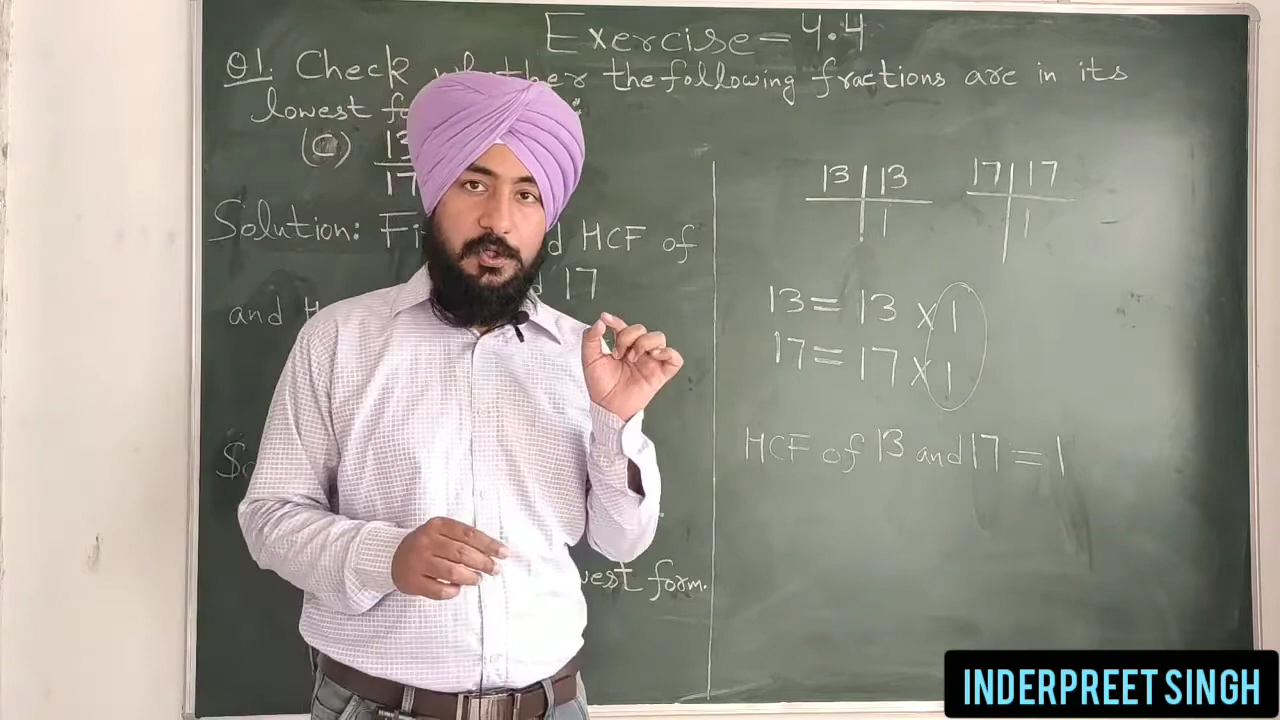 Exercise = 4.4
Q1. Check whether the following fractions are in its
lowest
(C) 13
17
Solution: HCF of
and 17
13 | 13
1
17 | 17
1
13 = 13 × 1
17 = 17 × 1
HCF of 13 and 17 = 1
form.
INDERPREET SINGH